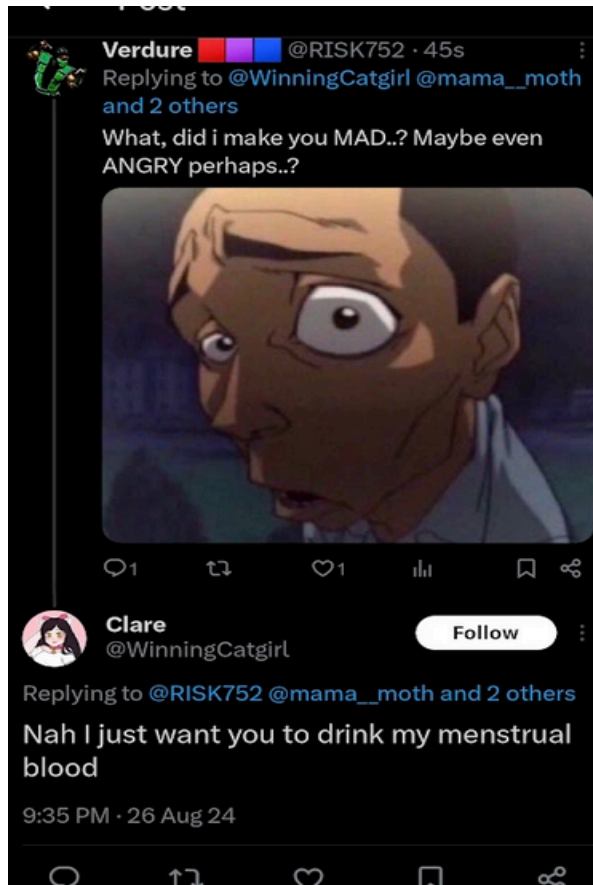 Verdure @RISK752 · 45s
Replying to @WinningCatgirl @mama__moth
and 2 others
What, did i make you MAD..? Maybe even
ANGRY perhaps..?
1 1
Clare
Follow
@WinningCatgirl
Replying to @RISK752 @mama__moth and 2 others
Nah I just want you to drink my menstrual
blood
9:35 PM · 26 Aug 24